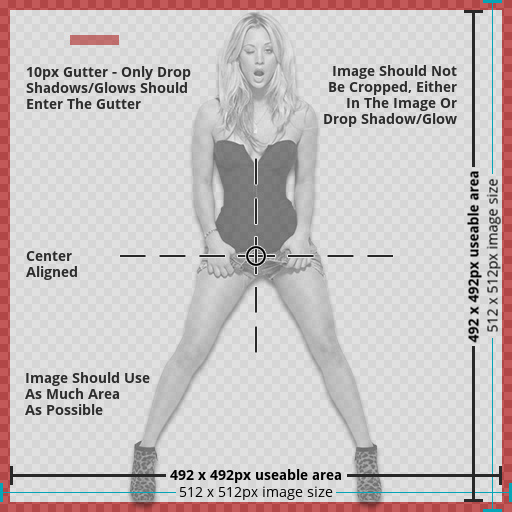 10px Gutter - Only Drop
Shadows/Glows Should
Enter The Gutter
Image Should Not
Be Cropped, Either
In The Image Or
Drop Shadow/Glow
Center
Aligned
Image Should Use
As Much Area
As Possible
492 x 492px useable area
512 x 512px image size
492 x 492px useable area
512 x 512px image size